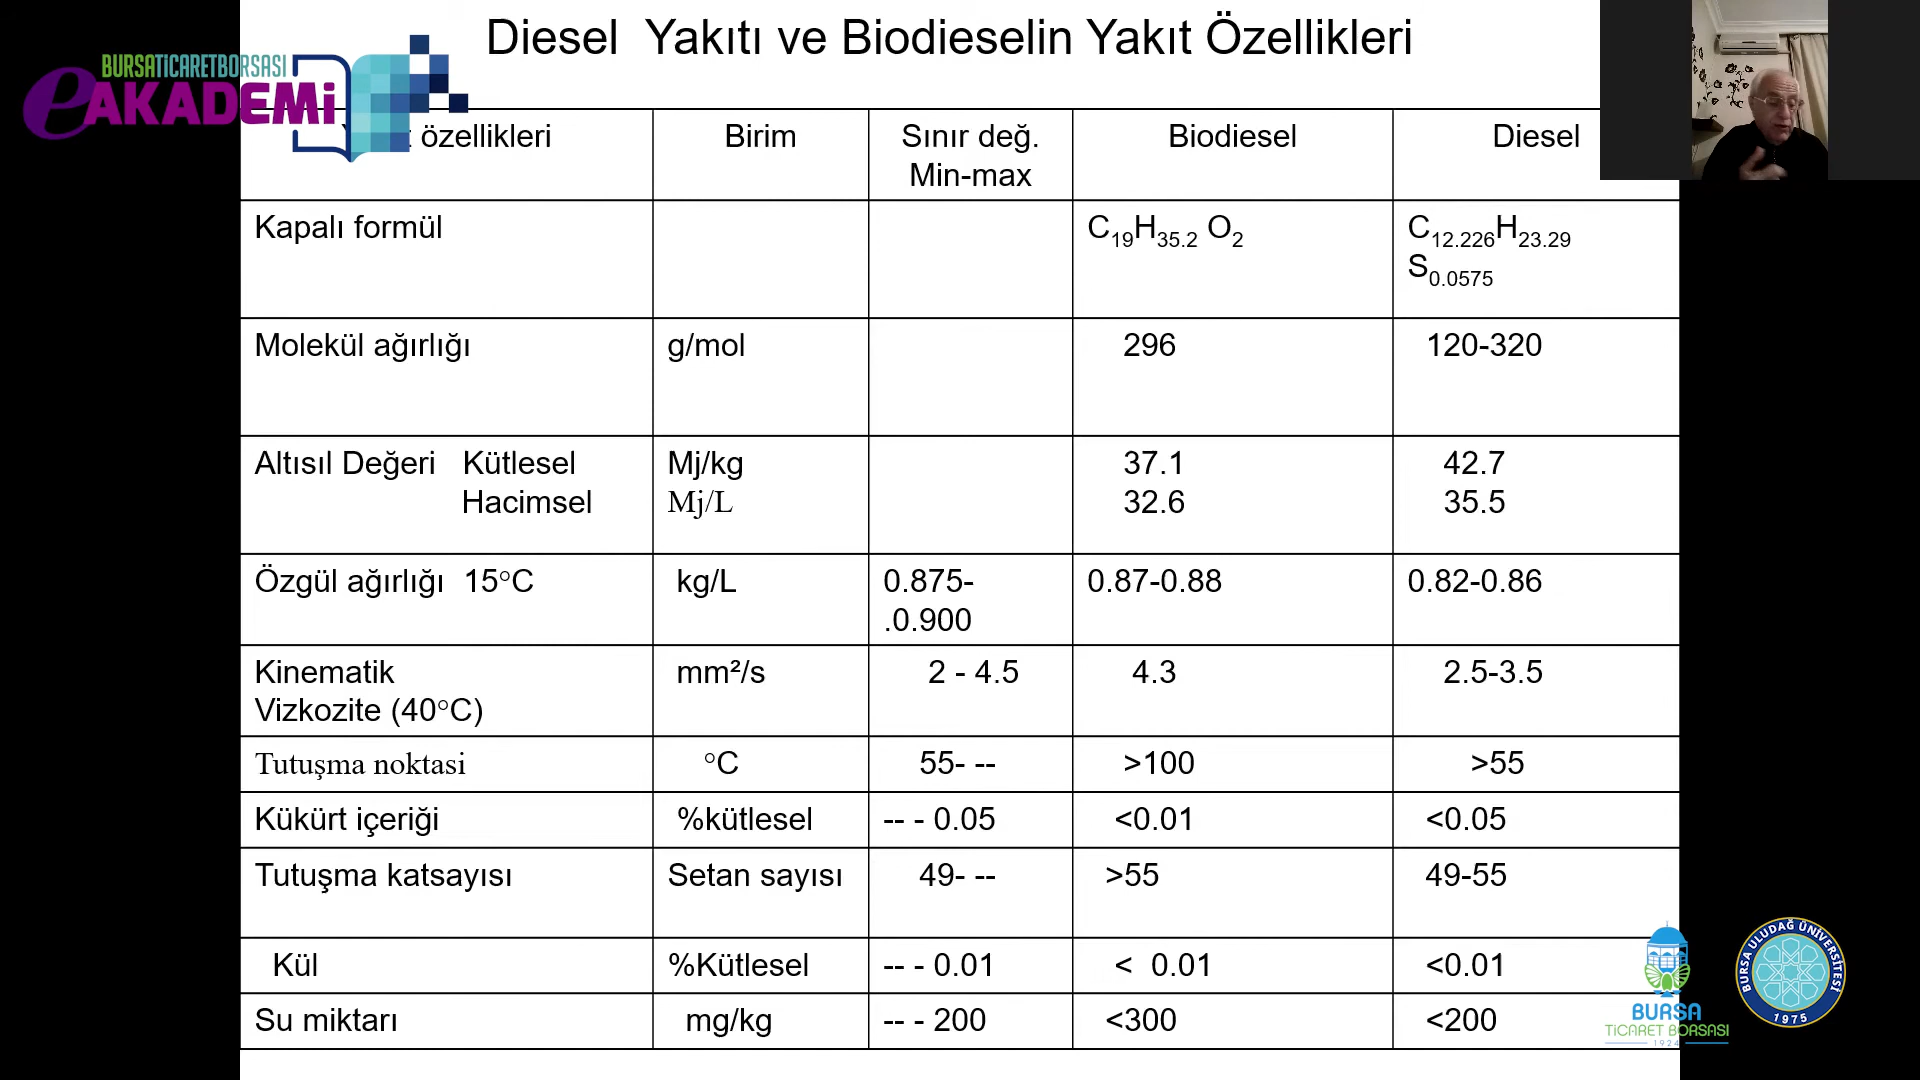 Diesel  Yakıtı ve Biodieselin Yakıt Özellikleri
BURSATİCARETBORSASI
eAKADEMİ
özellikleri
Birim
Sınır değ.
Min-max
Biodiesel
Diesel
Kapalı formül
C19H35.2 O2
C12.226H23.29
S0.0575
Molekül ağırlığı
g/mol
296
120-320
Altısıl Değeri   Kütlesel
Hacimsel
Mj/kg
Mj/L
37.1
32.6
42.7
35.5
Özgül ağırlığı  15°C
kg/L
0.875-
.0.900
0.87-0.88
0.82-0.86
Kinematik
Vizkozite (40°C)
mm²/s
2 - 4.5
4.3
2.5-3.5
Tutuşma noktasi
°C
55- --
>100
>55
Kükürt içeriği
%kütlesel
-- - 0.05
<0.01
<0.05
Tutuşma katsayısı
Setan sayısı
49- --
>55
49-55
Kül
%Kütlesel
-- - 0.01
<  0.01
<0.01
Su miktarı
mg/kg
-- - 200
<300
<200
BURSA
TİCARET BORSASI
1924
BURSA ULUDAĞ ÜNİVERSİTESİ
1975